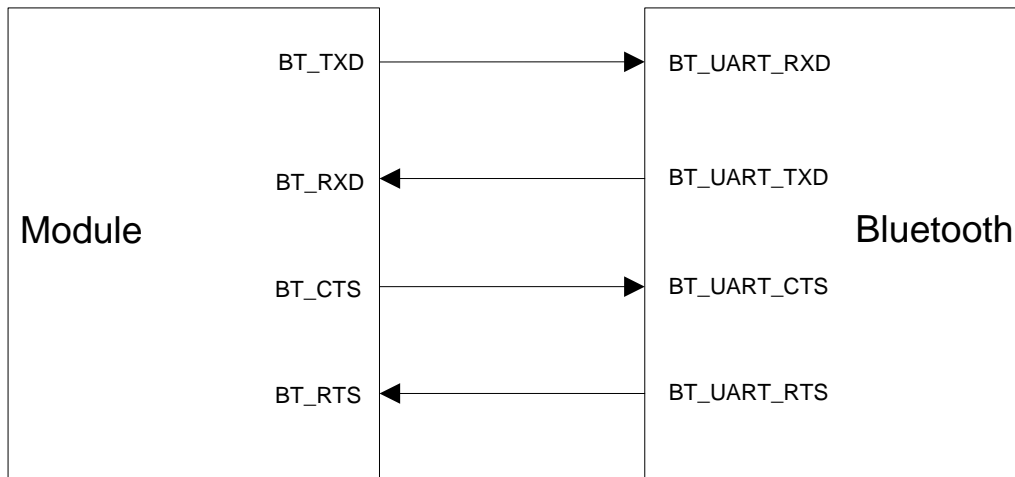 BT_TXD BT_UART_RXD
BT_RXD BT_UART_TXD
Module Bluetooth
BT_CTS BT_UART_CTS
BT_RTS BT_UART_RTS